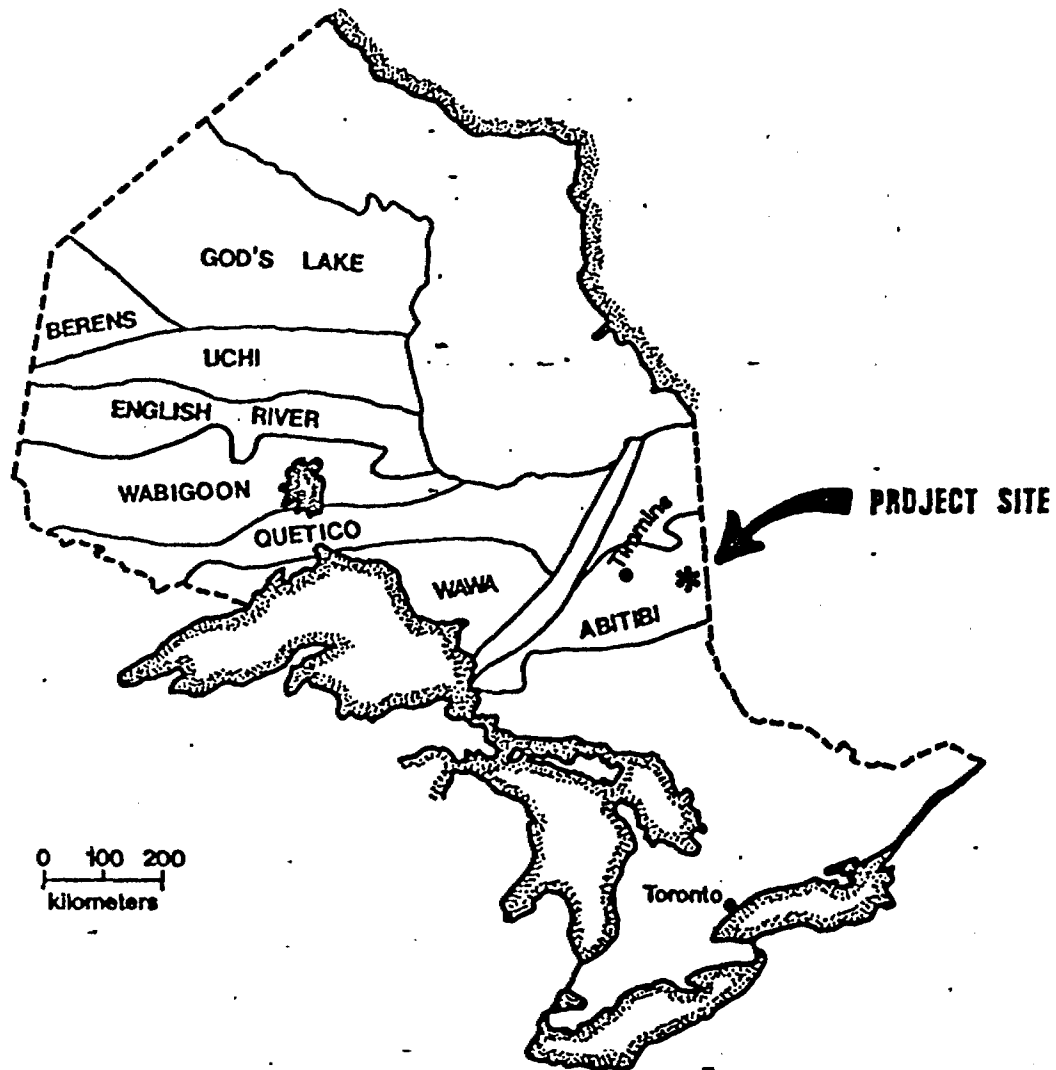 GOD'S LAKE
BERENS
UCHI
ENGLISH RIVER
WABIGOON
QUETICO
WAWA
Timmins
ABITIBI
PROJECT SITE
0 100 200
kilometers
Toronto